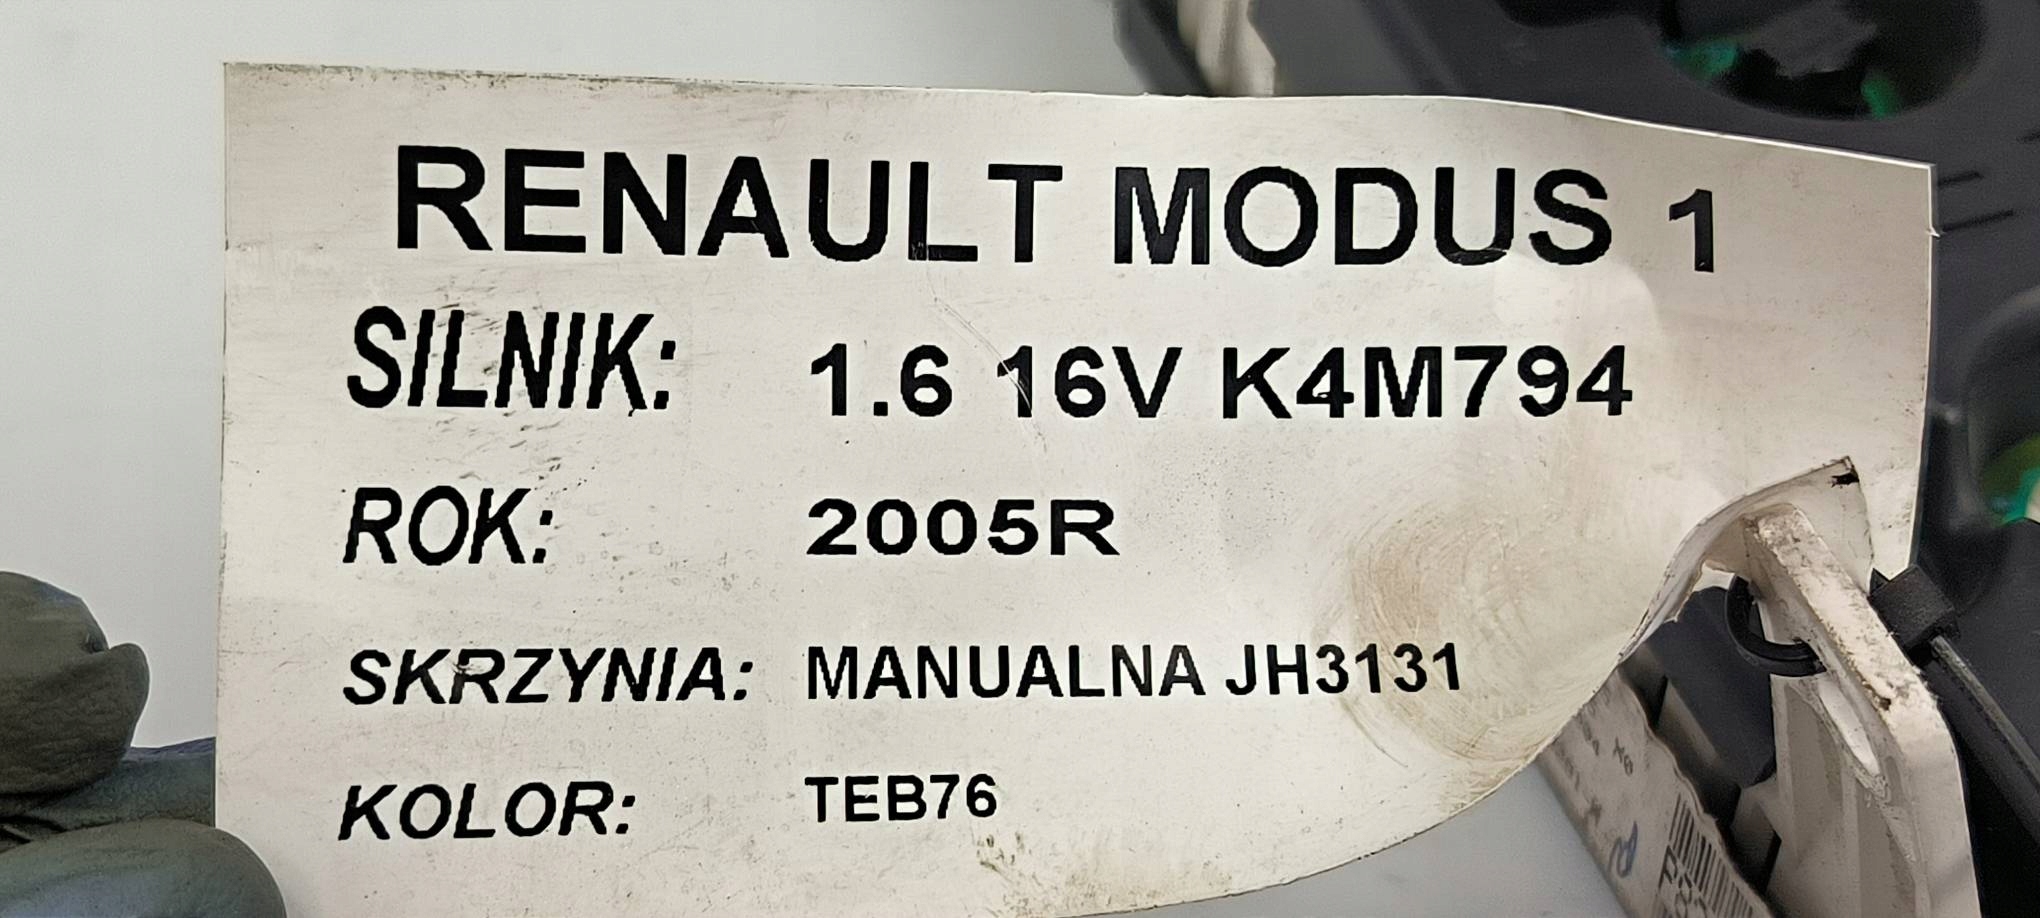 RENAULT MODUS 1
SILNIK: 1.6 16V K4M794
ROK: 2005R
SKRZYNIA: MANUALNA JH3131
KOLOR: TEB76